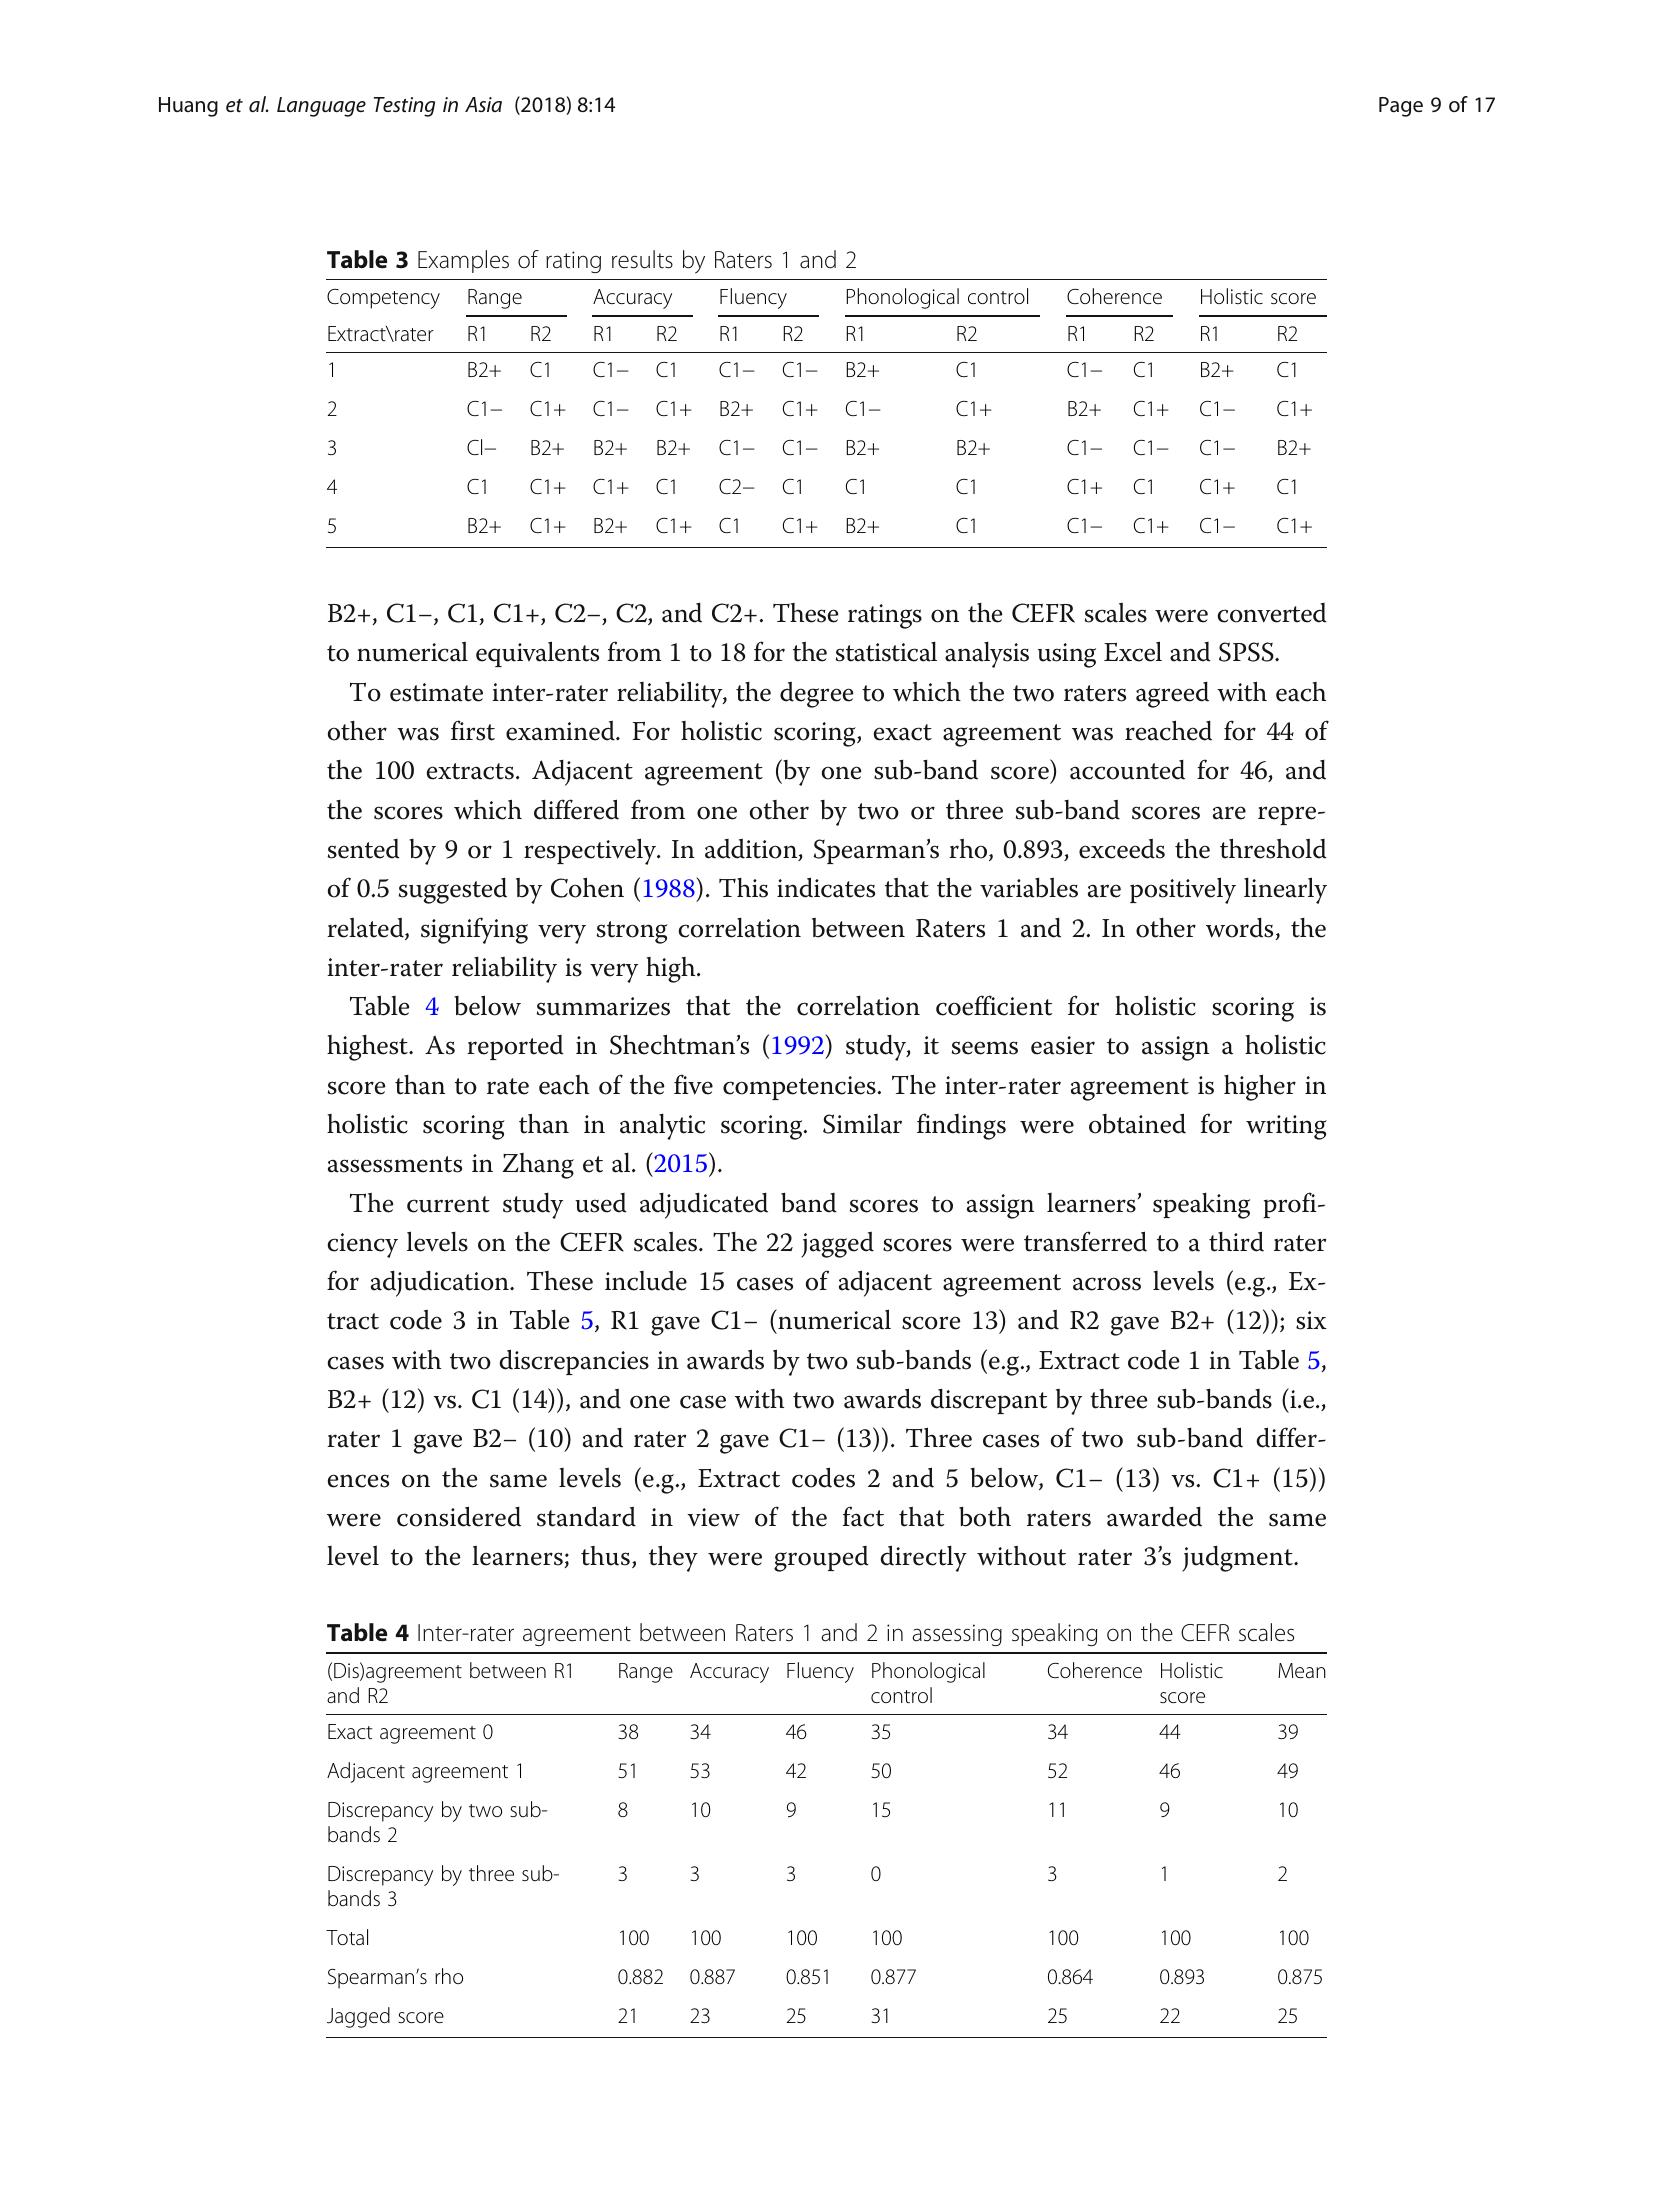 Huang et al. Language Testing in Asia (2018) 8:14 Page 9 of 17
Table 3 Examples of rating results by Raters 1 and 2
Competency Range Accuracy Fluency Phonological control Coherence Holistic score
Extract\rater R1 R2 R1 R2 R1 R2 R1 R2 R1 R2 R1 R2
1 B2+ C1 C1− C1 C1− C1− B2+ C1 C1− C1 B2+ C1
2 C1− C1+ C1− C1+ B2+ C1+ C1− C1+ B2+ C1+ C1− C1+
3 Cl− B2+ B2+ B2+ C1− C1− B2+ B2+ C1− C1− C1− B2+
4 C1 C1+ C1+ C1 C2− C1 C1 C1 C1+ C1 C1+ C1
5 B2+ C1+ B2+ C1+ C1 C1+ B2+ C1 C1− C1+ C1− C1+
B2+, C1–, C1, C1+, C2–, C2, and C2+. These ratings on the CEFR scales were converted
to numerical equivalents from 1 to 18 for the statistical analysis using Excel and SPSS.
To estimate inter-rater reliability, the degree to which the two raters agreed with each
other was first examined. For holistic scoring, exact agreement was reached for 44 of
the 100 extracts. Adjacent agreement (by one sub-band score) accounted for 46, and
the scores which differed from one other by two or three sub-band scores are repre-
sented by 9 or 1 respectively. In addition, Spearman's rho, 0.893, exceeds the threshold
of 0.5 suggested by Cohen (1988). This indicates that the variables are positively linearly
related, signifying very strong correlation between Raters 1 and 2. In other words, the
inter-rater reliability is very high.
Table 4 below summarizes that the correlation coefficient for holistic scoring is
highest. As reported in Shechtman's (1992) study, it seems easier to assign a holistic
score than to rate each of the five competencies. The inter-rater agreement is higher in
holistic scoring than in analytic scoring. Similar findings were obtained for writing
assessments in Zhang et al. (2015).
The current study used adjudicated band scores to assign learners' speaking profi-
ciency levels on the CEFR scales. The 22 jagged scores were transferred to a third rater
for adjudication. These include 15 cases of adjacent agreement across levels (e.g., Ex-
tract code 3 in Table 5, R1 gave C1– (numerical score 13) and R2 gave B2+ (12)); six
cases with two discrepancies in awards by two sub-bands (e.g., Extract code 1 in Table 5,
B2+ (12) vs. C1 (14)), and one case with two awards discrepant by three sub-bands (i.e.,
rater 1 gave B2– (10) and rater 2 gave C1– (13)). Three cases of two sub-band differ-
ences on the same levels (e.g., Extract codes 2 and 5 below, C1– (13) vs. C1+ (15))
were considered standard in view of the fact that both raters awarded the same
level to the learners; thus, they were grouped directly without rater 3's judgment.
Table 4 Inter-rater agreement between Raters 1 and 2 in assessing speaking on the CEFR scales
(Dis)agreement between R1 Range Accuracy Fluency Phonological Coherence Holistic Mean
and R2 control score
Exact agreement 0 38 34 46 35 34 44 39
Adjacent agreement 1 51 53 42 50 52 46 49
Discrepancy by two sub- 8 10 9 15 11 9 10
bands 2
Discrepancy by three sub- 3 3 3 0 3 1 2
bands 3
Total 100 100 100 100 100 100 100
Spearman's rho 0.882 0.887 0.851 0.877 0.864 0.893 0.875
Jagged score 21 23 25 31 25 22 25